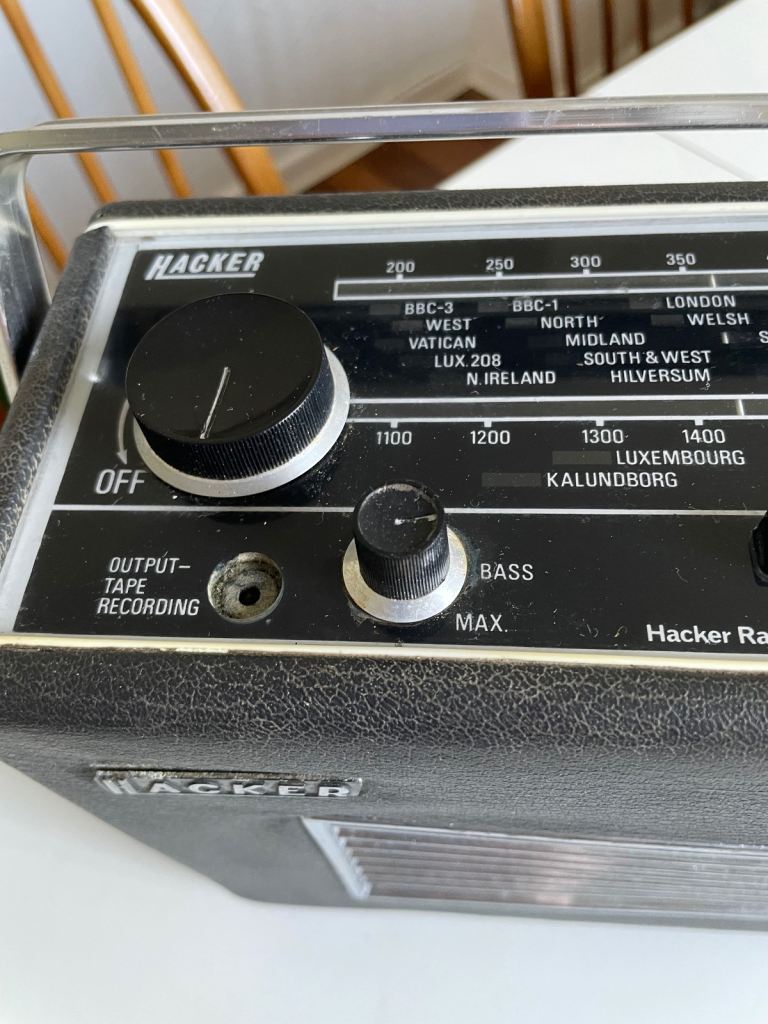 HACKER
200 250 300 350
BBC-3 BBC-1 LONDON
WEST NORTH WELSH
VATICAN MIDLAND S
LUX.208 SOUTH & WEST
N.IRELAND HILVERSUM
1100 1200 1300 1400
LUXEMBOURG
KALUNDBORG
OFF
OUTPUT–
TAPE
RECORDING
BASS
MAX.
Hacker Ra
HACKER